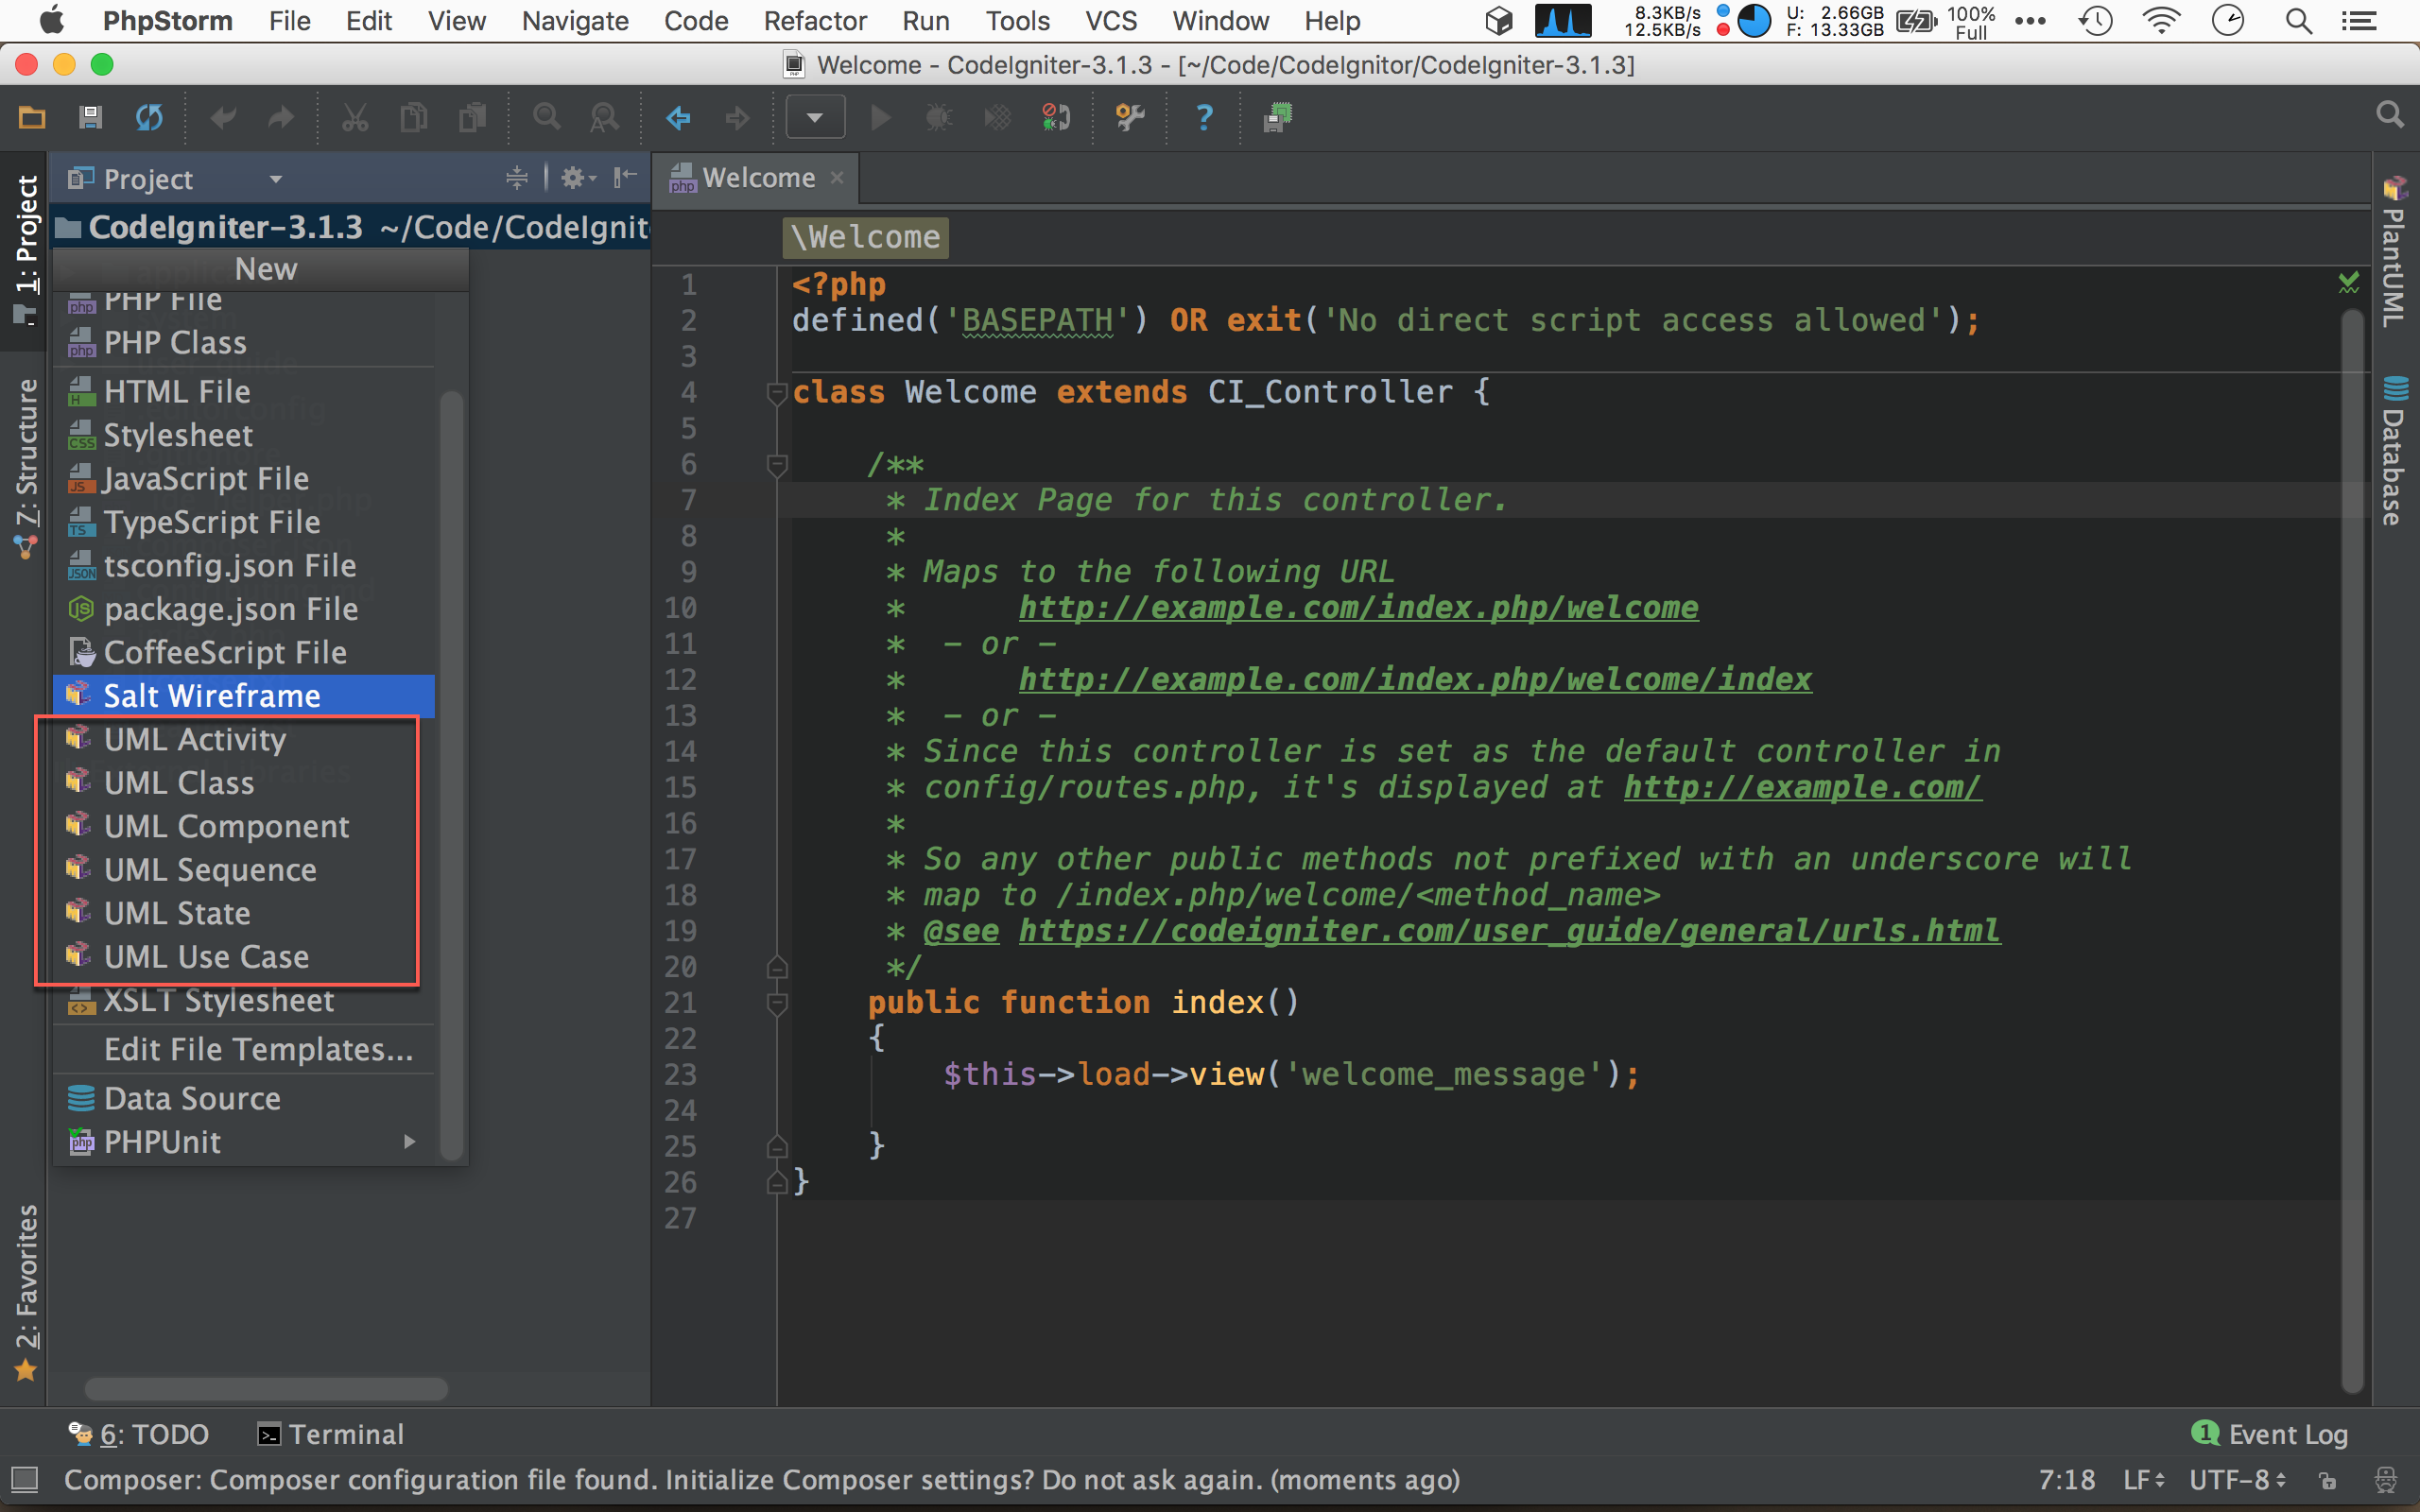 PhpStorm File Edit View Navigate Code Refactor Run Tools VCS Window Help 8.3KB/s U: 2.66GB 100%
12.5KB/s F: 13.33GB Full
Welcome - CodeIgniter-3.1.3 - [~/Code/CodeIgnitor/CodeIgniter-3.1.3]
1: Project
7: Structure
2: Favorites
Project
CodeIgniter-3.1.3 ~/Code/CodeIgnit
New
PHP File
PHP Class
HTML File
Stylesheet
JavaScript File
TypeScript File
tsconfig.json File
package.json File
CoffeeScript File
Salt Wireframe
UML Activity
UML Class
UML Component
UML Sequence
UML State
UML Use Case
XSLT Stylesheet
Edit File Templates...
Data Source
PHPUnit
Welcome
\Welcome
1 <?php
2 defined('BASEPATH') OR exit('No direct script access allowed');
3
4 class Welcome extends CI_Controller {
5
6 /**
7 * Index Page for this controller.
8 *
9 * Maps to the following URL
10 * http://example.com/index.php/welcome
11 * - or -
12 * http://example.com/index.php/welcome/index
13 * - or -
14 * Since this controller is set as the default controller in
15 * config/routes.php, it's displayed at http://example.com/
16 *
17 * So any other public methods not prefixed with an underscore will
18 * map to /index.php/welcome/<method_name>
19 * @see https://codeigniter.com/user_guide/general/urls.html
20 */
21 public function index()
22 {
23 $this->load->view('welcome_message');
24
25 }
26 }
27
PlantUML
Database
6: TODO Terminal 1 Event Log
Composer: Composer configuration file found. Initialize Composer settings? Do not ask again. (moments ago) 7:18 LF UTF-8